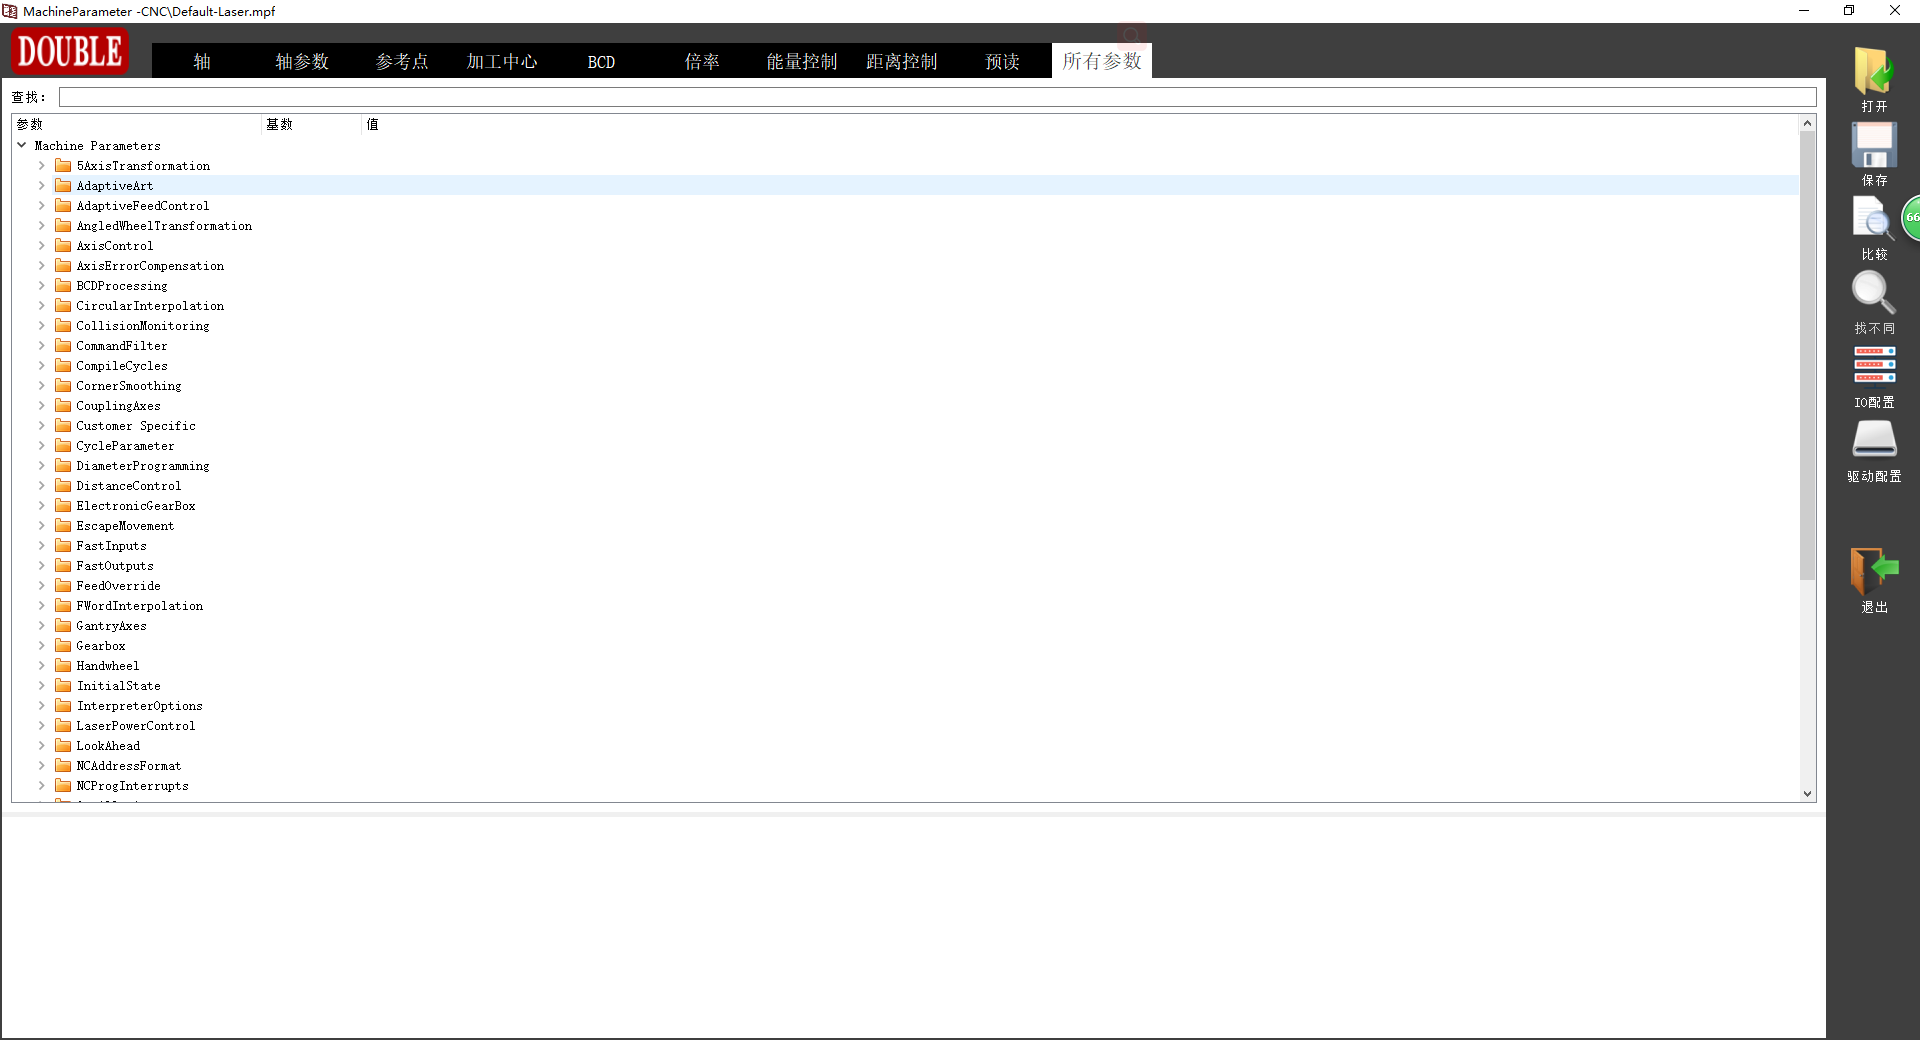 MachineParameter -CNC\Default-Laser.mpf
DOUBLE
轴 轴参数 参考点 加工中心 BCD 倍率 能量控制 距离控制 预读 所有参数
查找：
参数 基数 值
Machine Parameters
5AxisTransformation
AdaptiveArt
AdaptiveFeedControl
AngledWheelTransformation
AxisControl
AxisErrorCompensation
BCDProcessing
CircularInterpolation
CollisionMonitoring
CommandFilter
CompileCycles
CornerSmoothing
CouplingAxes
Customer Specific
CycleParameter
DiameterProgramming
DistanceControl
ElectronicGearBox
EscapeMovement
FastInputs
FastOutputs
FeedOverride
FWordInterpolation
GantryAxes
Gearbox
Handwheel
InitialState
InterpreterOptions
LaserPowerControl
LookAhead
NCAddressFormat
NCProgInterrupts
打开
保存
66
比较
找不同
IO配置
驱动配置
退出